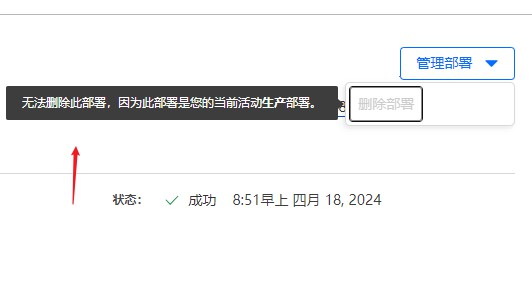 管理部署
无法删除此部署，因为此部署是您的当前活动生产部署。
删除部署
状态： 成功 8:51早上 四月 18, 2024